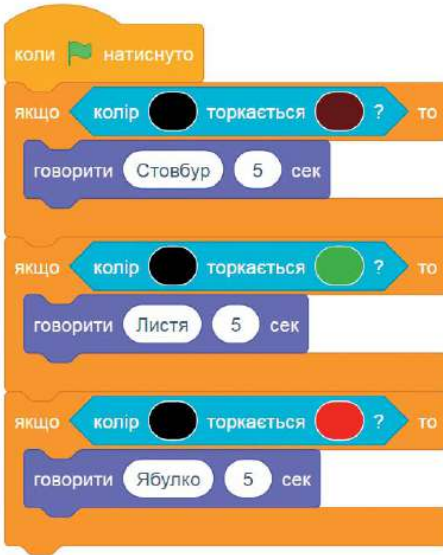 коли натиснуто
якщо колір торкається ? то
говорити Стовбур 5 сек
якщо колір торкається ? то
говорити Листя 5 сек
якщо колір торкається ? то
говорити Ябулко 5 сек